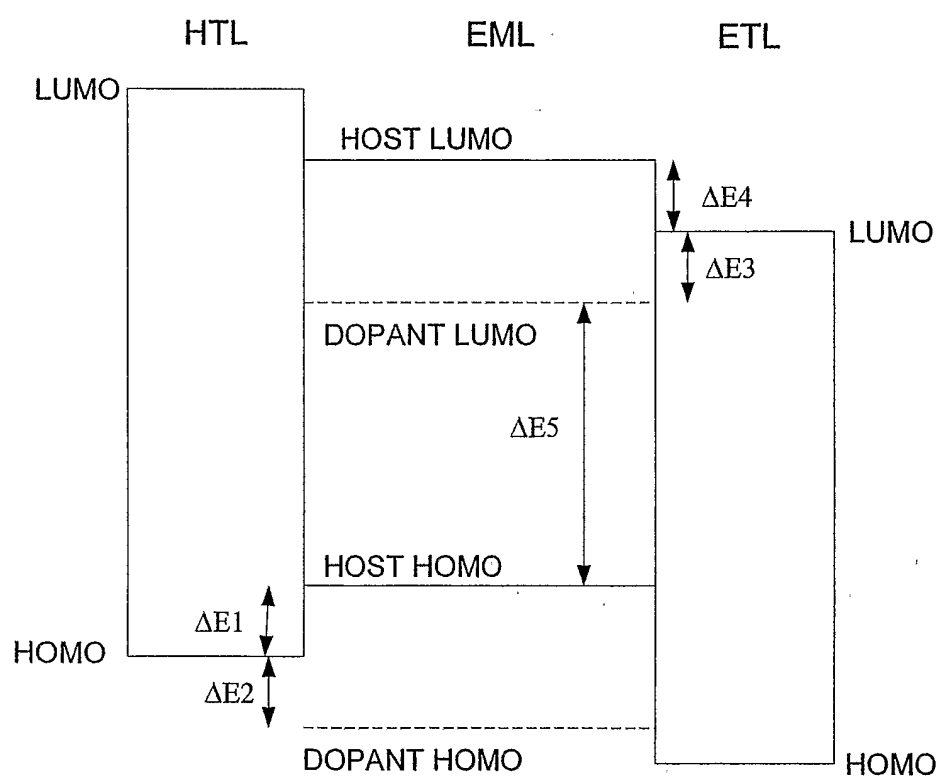 HTL EML ETL
LUMO
HOST LUMO
ΔE4
LUMO
ΔE3
DOPANT LUMO
ΔE5
HOST HOMO
ΔE1
HOMO
ΔE2
DOPANT HOMO
HOMO